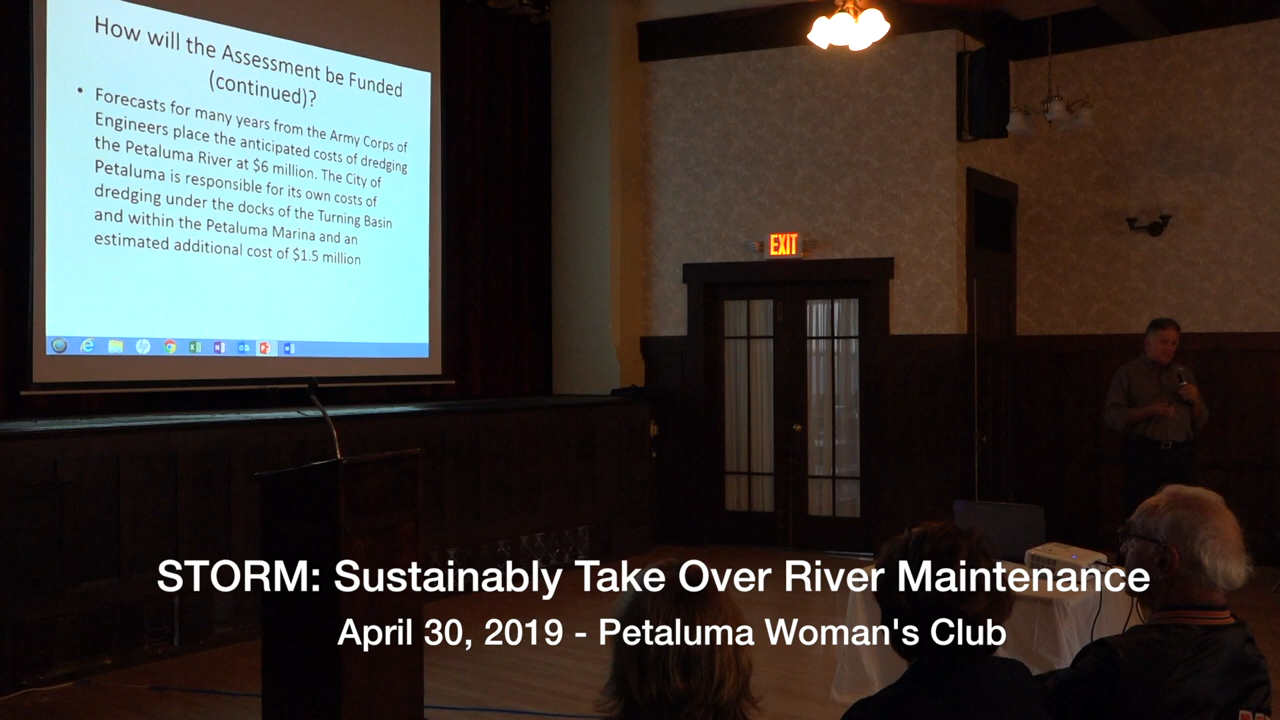 How will the Assessment be Funded
(continued)?
• Forecasts for many years from the Army Corps of
Engineers place the anticipated costs of dredging
the Petaluma River at $6 million. The City of
Petaluma is responsible for its own costs of
dredging under the docks of the Turning Basin
and within the Petaluma Marina and an
estimated additional cost of $1.5 million
EXIT
STORM: Sustainably Take Over River Maintenance
April 30, 2019 - Petaluma Woman's Club